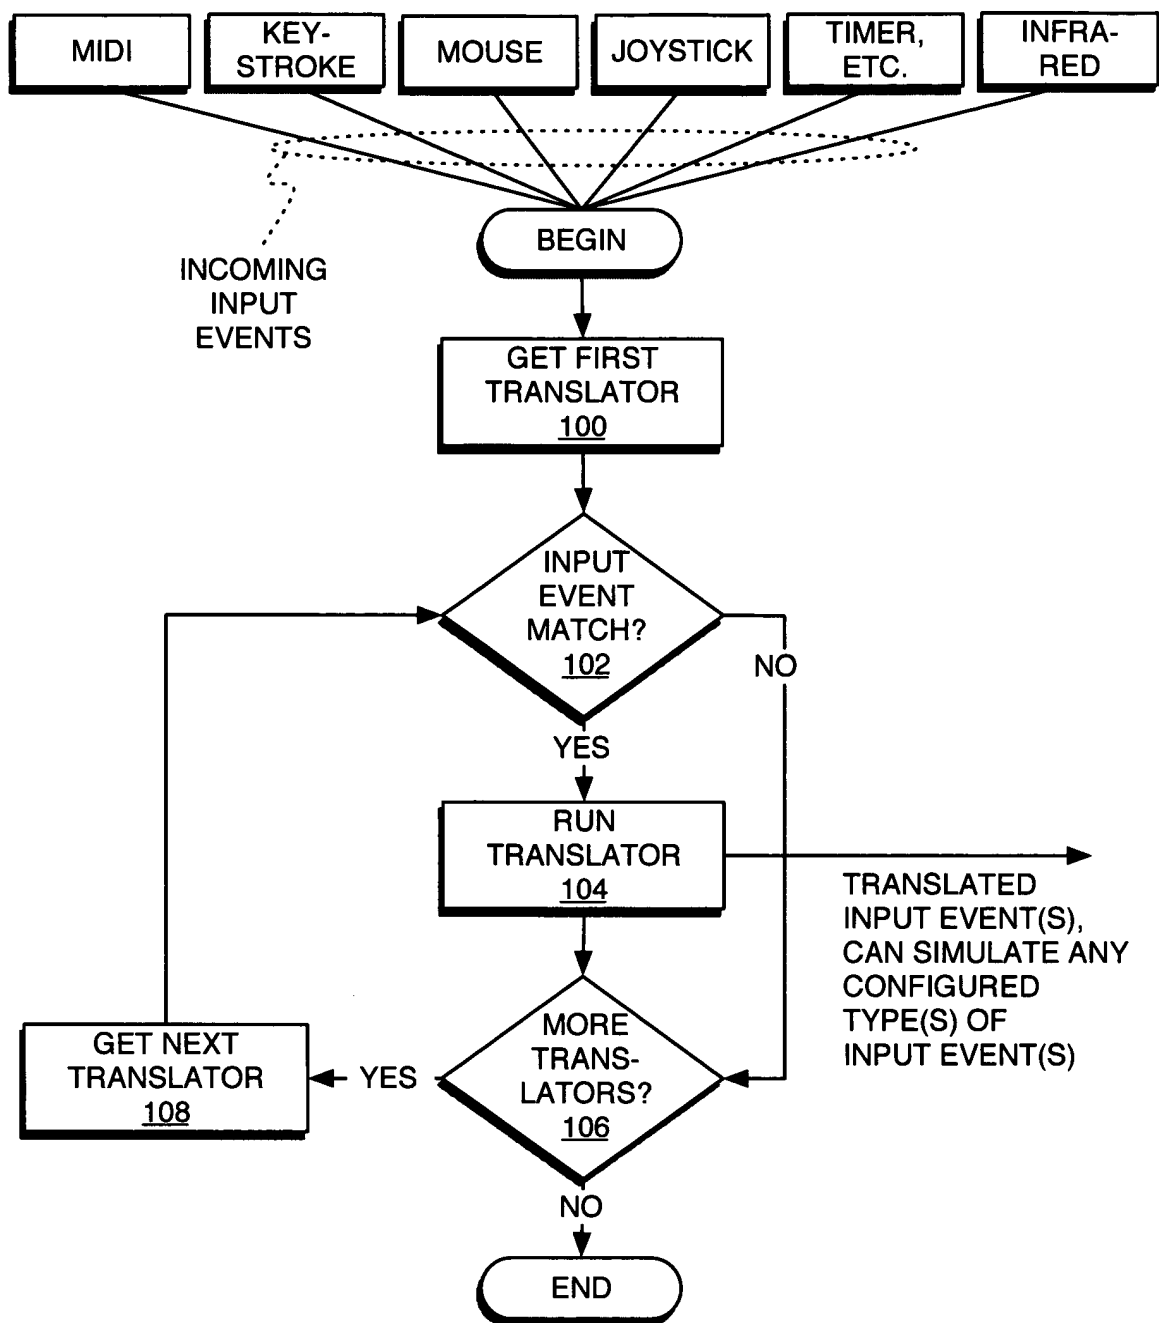 MIDI
KEY-
STROKE
MOUSE
JOYSTICK
TIMER,
ETC.
INFRA-
RED
BEGIN
INCOMING
INPUT
EVENTS
GET FIRST
TRANSLATOR
100
INPUT
EVENT
MATCH?
102
NO
YES
RUN
TRANSLATOR
104
TRANSLATED
INPUT EVENT(S),
CAN SIMULATE ANY
CONFIGURED
TYPE(S) OF
INPUT EVENT(S)
MORE
TRANS-
LATORS?
106
YES
GET NEXT
TRANSLATOR
108
NO
END